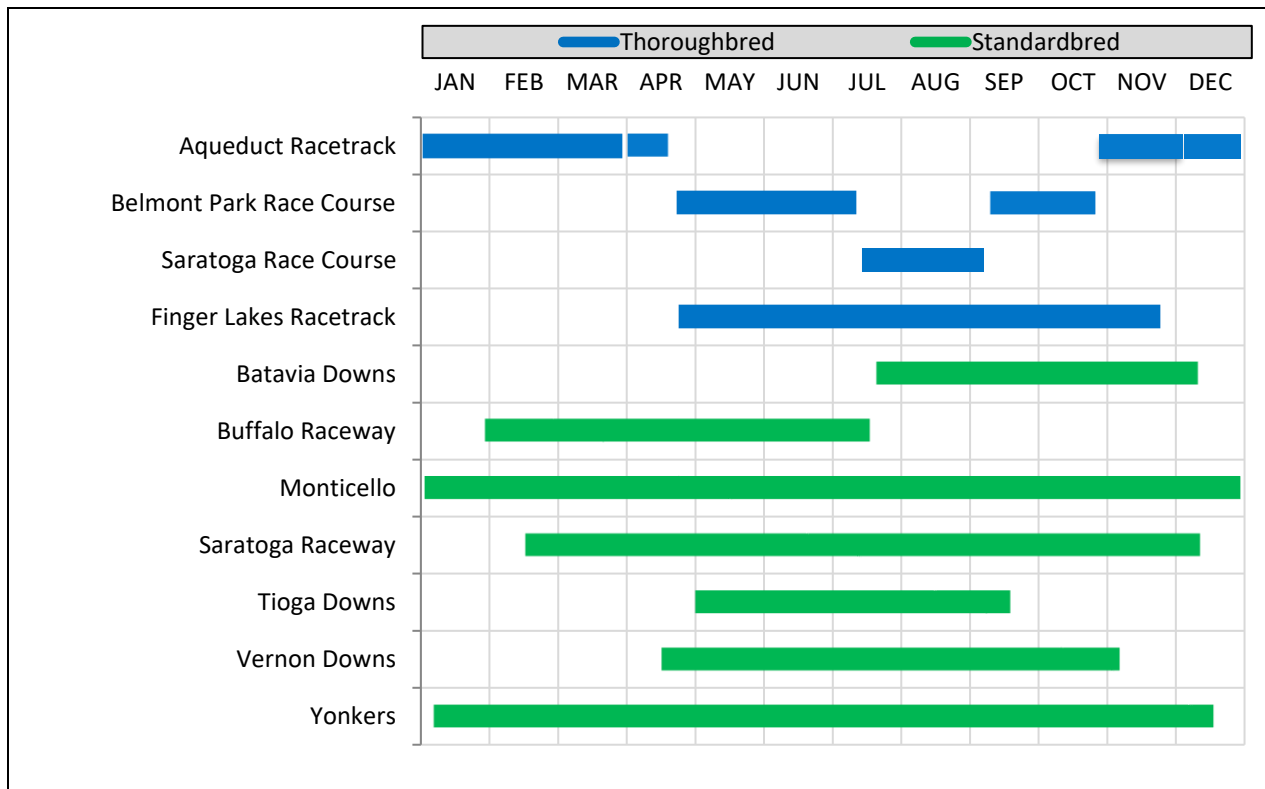 Thoroughbred Standardbred
JAN FEB MAR APR MAY JUN JUL AUG SEP OCT NOV DEC
Aqueduct Racetrack
Belmont Park Race Course
Saratoga Race Course
Finger Lakes Racetrack
Batavia Downs
Buffalo Raceway
Monticello
Saratoga Raceway
Tioga Downs
Vernon Downs
Yonkers